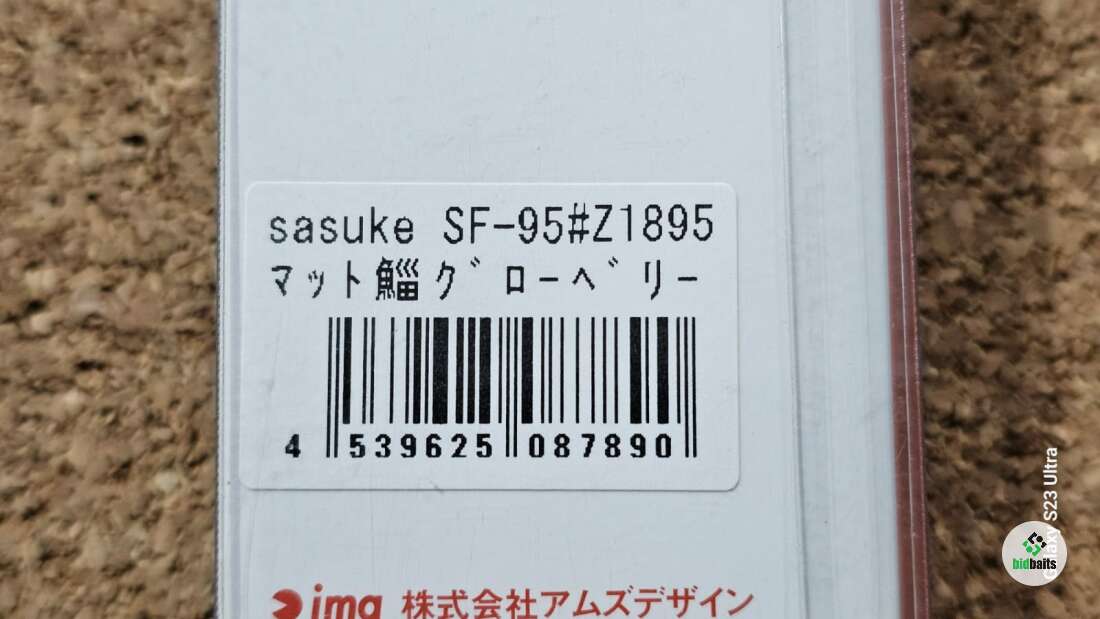 sasuke SF-95#Z1895
マット鯔グローベリー
4 539625 087890
ima 株式会社アムズデザイン
Galaxy S23 Ultra
bidbaits